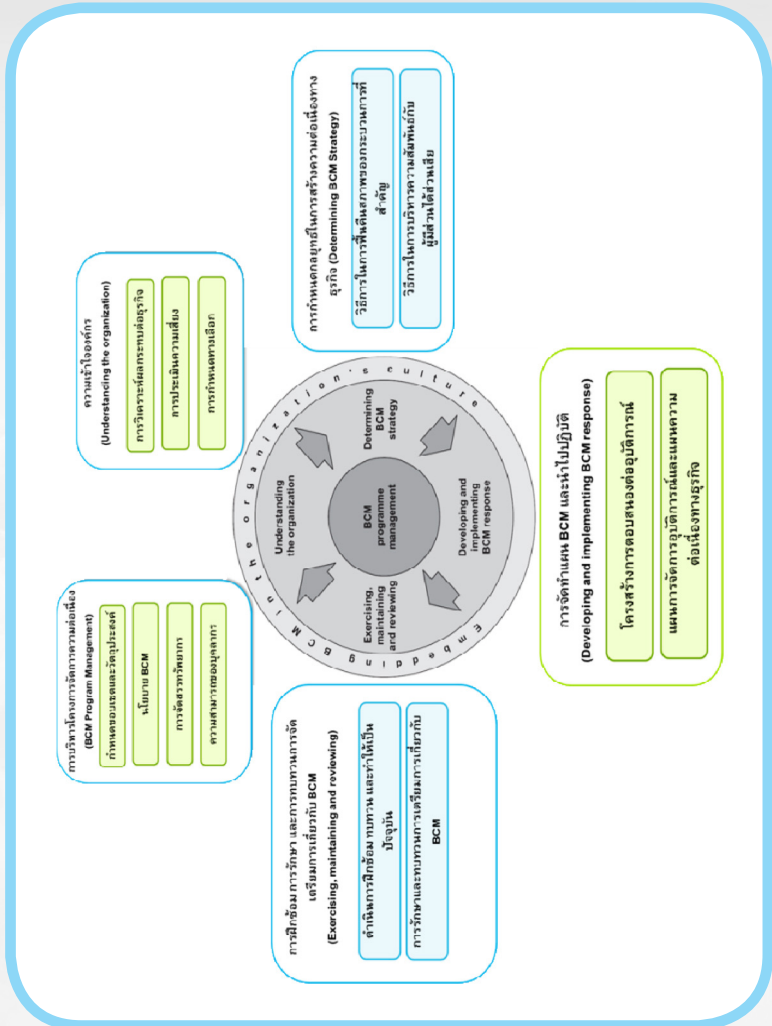 การบริหารโครงการจัดการความต่อเนื่อง
(BCM Program Management)
กำหนดขอบเขตและวัตถุประสงค์
นโยบาย BCM
การจัดสรรทรัพยากร
ความสามารถของบุคลากร
ความเข้าใจองค์กร
(Understanding the organization)
การวิเคราะห์ผลกระทบต่อธุรกิจ
การประเมินความเสี่ยง
การกำหนดทางเลือก
การฝึกซ้อม การรักษา และการทบทวนการจัด
เตรียมการเกี่ยวกับ BCM
(Exercising, maintaining and reviewing)
ดำเนินการฝึกซ้อม ทบทวน และทำให้เป็น
ปัจจุบัน
การรักษาและทบทวนการเตรียมการเกี่ยวกับ
BCM
Embedding BCM in the organization's culture
Understanding
the organization
Exercising,
maintaining
and reviewing
BCM
programme
management
Determining
BCM
strategy
Developing and
implementing
BCM response
การกำหนดกลยุทธ์ในการสร้างความต่อเนื่องทาง
ธุรกิจ (Determining BCM Strategy)
วิธีการในการฟื้นคืนสภาพของกระบวนการที่
สำคัญ
วิธีการในการบริหารความสัมพันธ์กับ
ผู้มีส่วนได้ส่วนเสีย
การจัดทำแผน BCM และนำไปปฏิบัติ
(Developing and implementing BCM response)
โครงสร้างการตอบสนองต่ออุบัติการณ์
แผนการจัดการอุบัติการณ์และแผนความ
ต่อเนื่องทางธุรกิจ